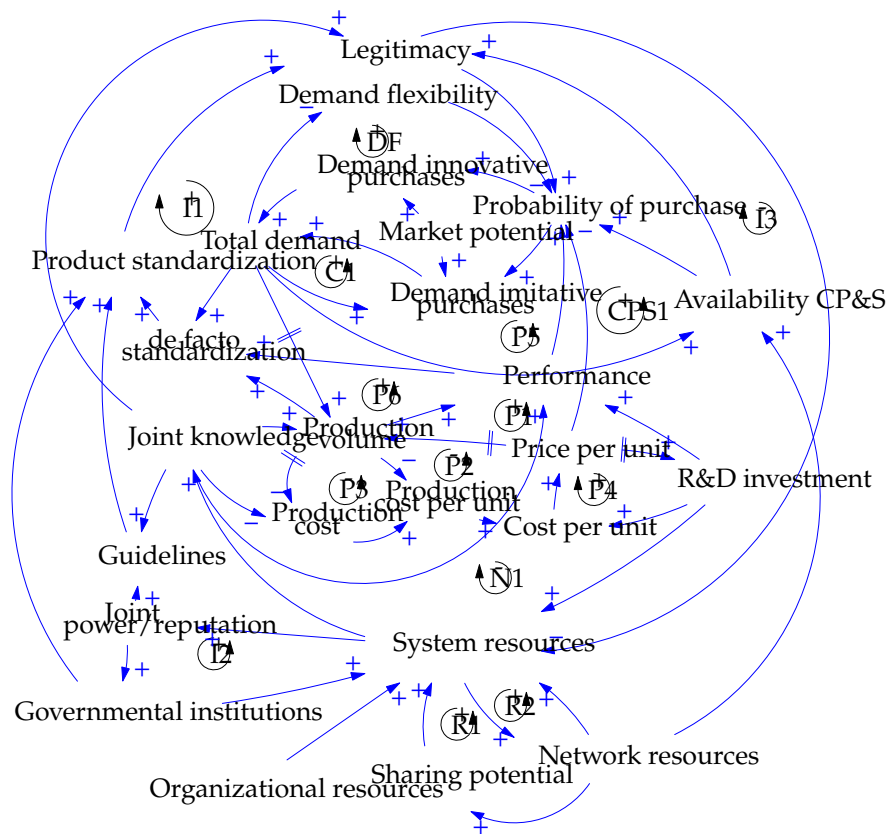 Legitimacy
Demand flexibility
DF
Demand innovative
purchases
I1
Probability of purchase
I3
Market potential
Total demand
Product standardization
C1
Demand imitative
purchases
Availability CP&S
CPS1
de facto
standardization
P5
Performance
P6
P1
Production
volume
Joint knowledge
Price per unit
P2
R&D investment
P3
P4
Production
cost per unit
Production
cost
Cost per unit
Guidelines
N1
Joint
power/reputation
System resources
I2
Governmental institutions
R2
R1
Network resources
Sharing potential
Organizational resources